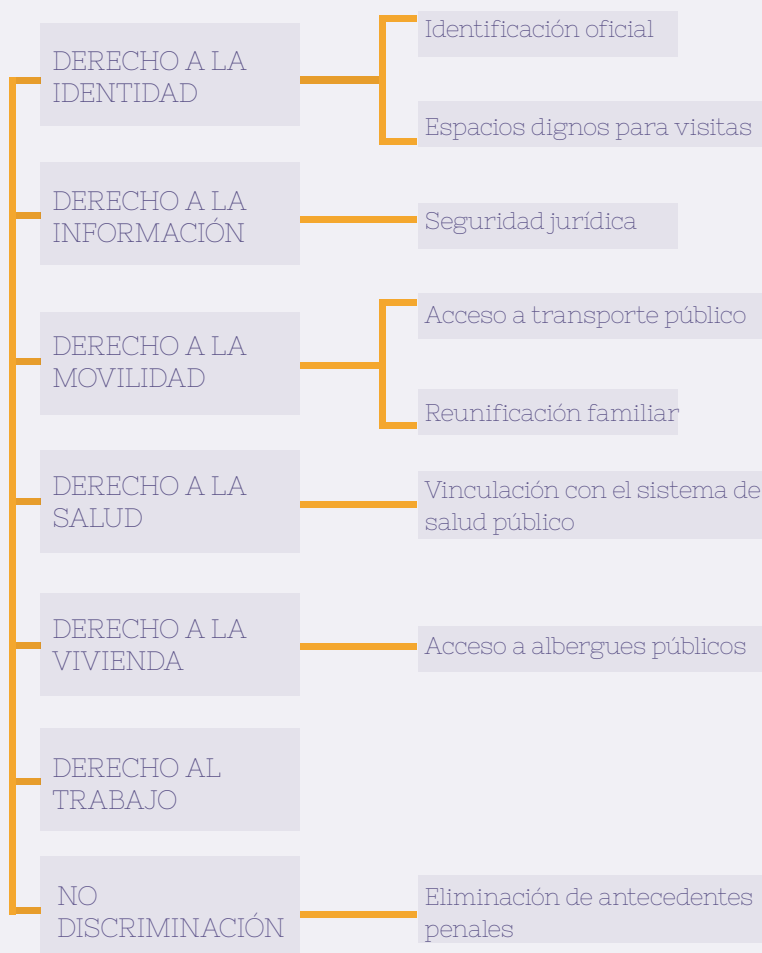 DERECHO A LA
IDENTIDAD
Identificación oficial
Espacios dignos para visitas
DERECHO A LA
INFORMACIÓN
Seguridad jurídica
DERECHO A LA
MOVILIDAD
Acceso a transporte público
Reunificación familiar
DERECHO A LA
SALUD
Vinculación con el sistema de
salud público
DERECHO A LA
VIVIENDA
Acceso a albergues públicos
DERECHO AL
TRABAJO
NO
DISCRIMINACIÓN
Eliminación de antecedentes
penales